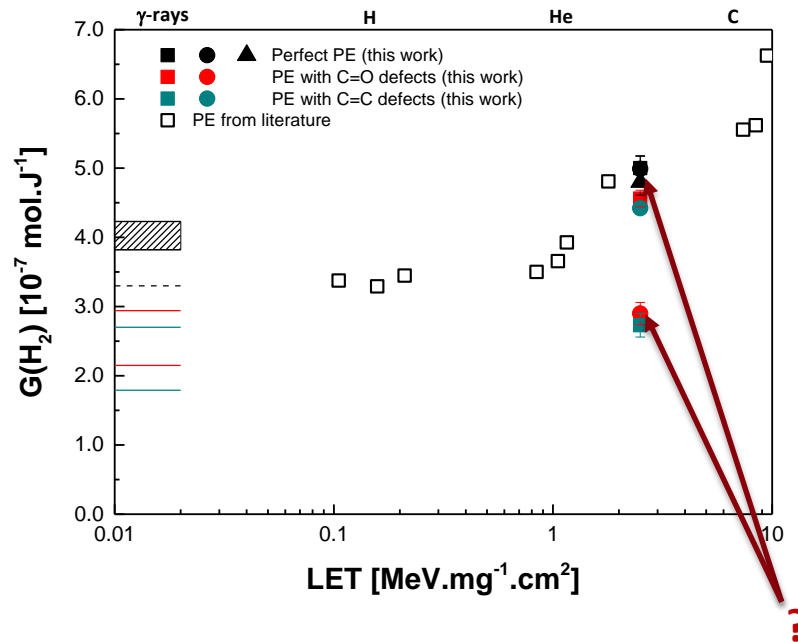 γ-rays H He C
7.0
6.0
5.0
4.0
3.0
2.0
1.0
0.0
G(H₂) [10⁻⁷ mol.J⁻¹]
Perfect PE (this work)
PE with C=O defects (this work)
PE with C=C defects (this work)
PE from literature
0.01 0.1 1 10
LET [MeV.mg⁻¹.cm²]
?